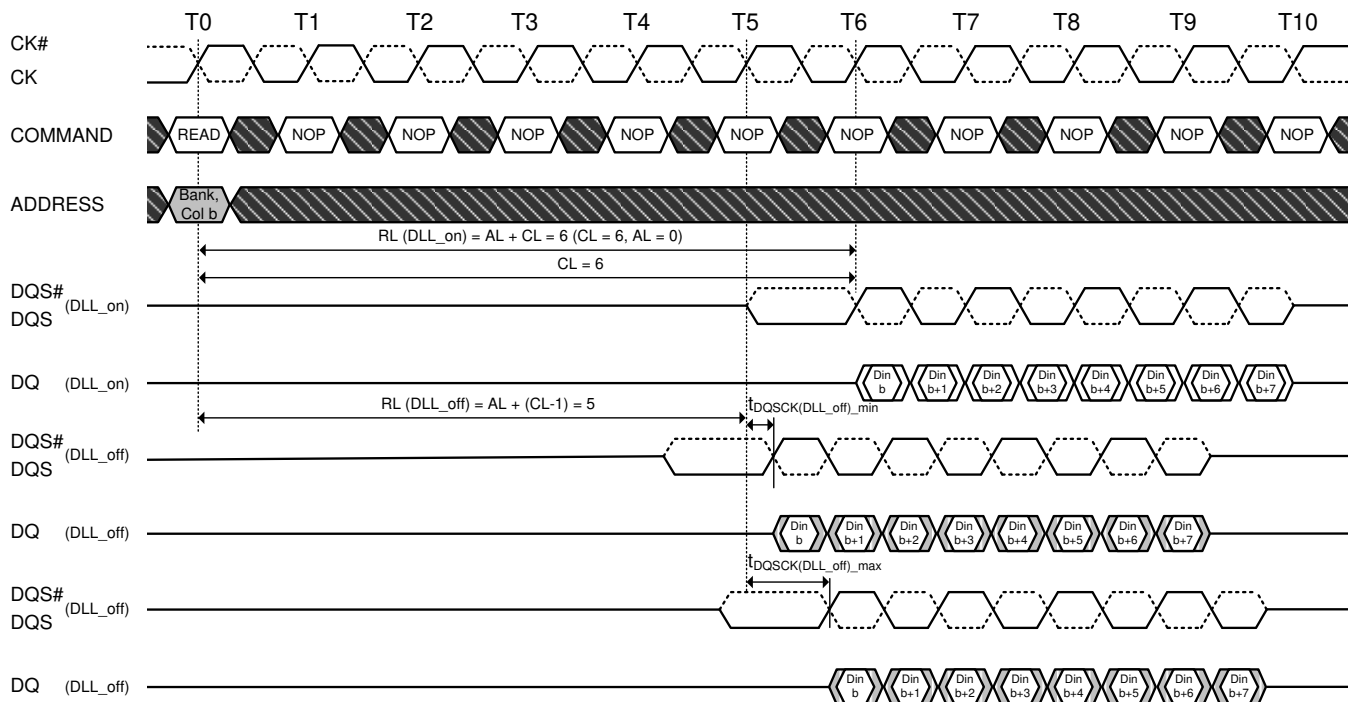 T0 T1 T2 T3 T4 T5 T6 T7 T8 T9 T10
CK#
CK
COMMAND READ NOP NOP NOP NOP NOP NOP NOP NOP NOP NOP
ADDRESS Bank,
Col b
RL (DLL_on) = AL + CL = 6 (CL = 6, AL = 0)
CL = 6
DQS# (DLL_on)
DQS
DQ (DLL_on) Din b Din b+1 Din b+2 Din b+3 Din b+4 Din b+5 Din b+6 Din b+7
RL (DLL_off) = AL + (CL-1) = 5 tDQSCK(DLL_off)_min
DQS# (DLL_off)
DQS
DQ (DLL_off) Din b Din b+1 Din b+2 Din b+3 Din b+4 Din b+5 Din b+6 Din b+7
tDQSCK(DLL_off)_max
DQS# (DLL_off)
DQS
DQ (DLL_off) Din b Din b+1 Din b+2 Din b+3 Din b+4 Din b+5 Din b+6 Din b+7